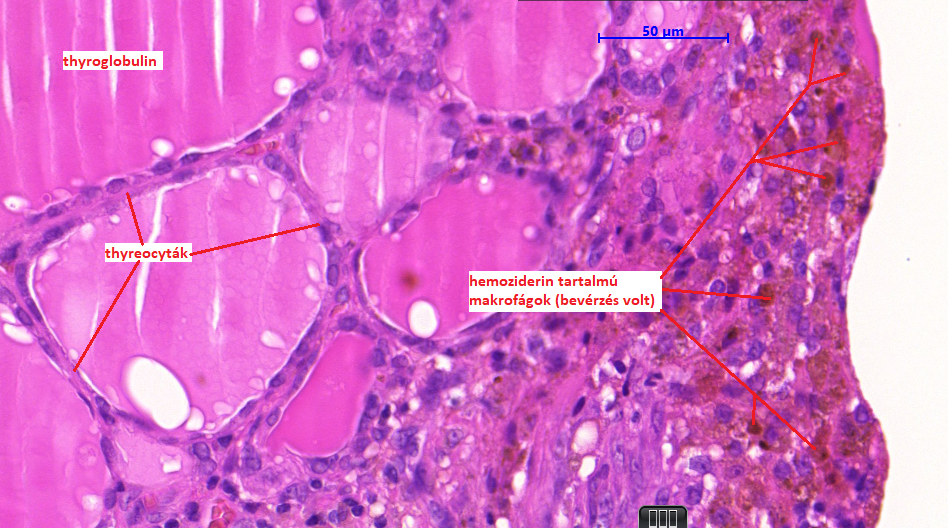 50 µm
thyroglobulin
thyreocyták
hemoziderin tartalmú
makrofágok (bevérzés volt)